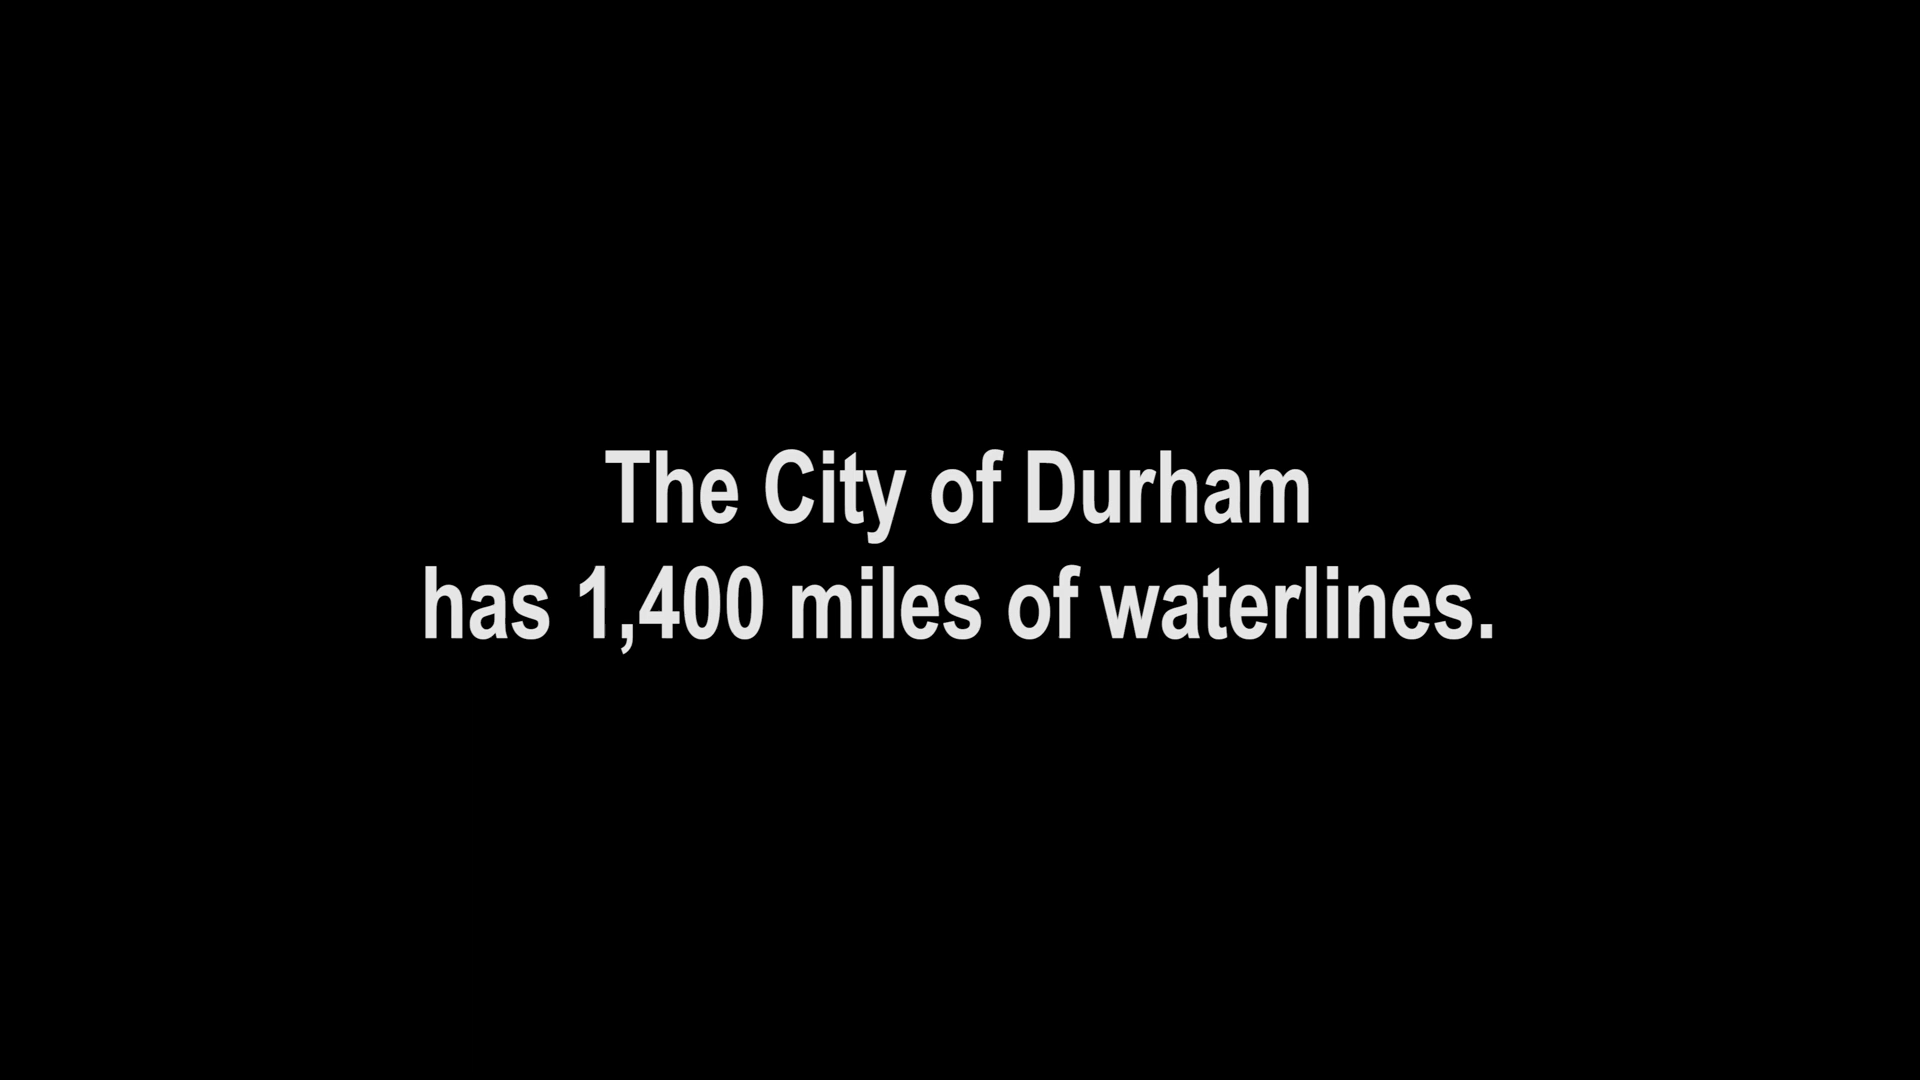 The City of Durham
has 1,400 miles of waterlines.